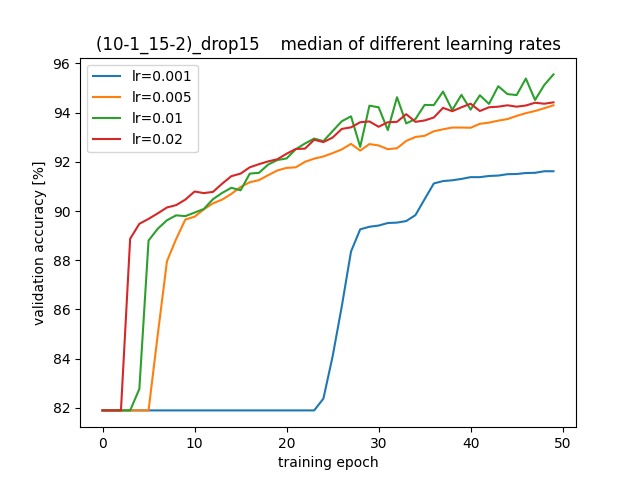 (10-1_15-2)_drop15    median of different learning rates
96
94
92
90
88
86
84
82
validation accuracy [%]
lr=0.001
lr=0.005
lr=0.01
lr=0.02
0 10 20 30 40 50
training epoch